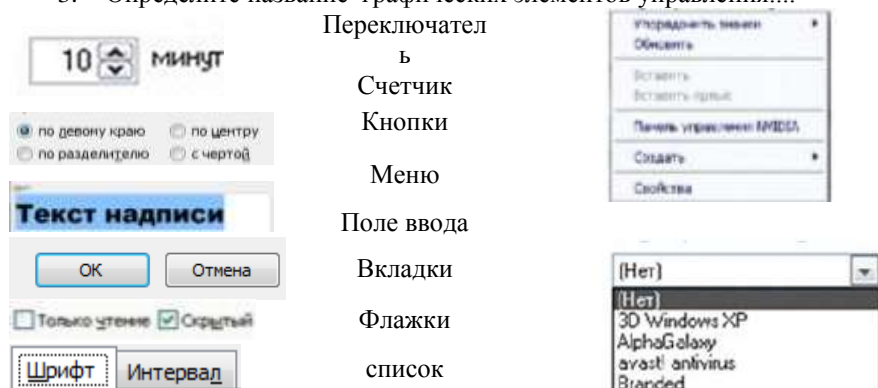 3. Определите название графических элементов управления....
10 минут
по левому краю по центру
по разделителю с чертой
Текст надписи
ОК Отмена
Только чтение Скрытый
Шрифт Интервал
Переключател
ь
Счетчик
Кнопки
Меню
Поле ввода
Вкладки
Флажки
список
Упорядочить значки
Обновить
Вставить
Вставить ярлык
Панель управления NVIDIA
Создать
Свойства
(Нет)
(Нет)
3D Windows XP
AlphaGalaxy
avast! antivirus
Branded